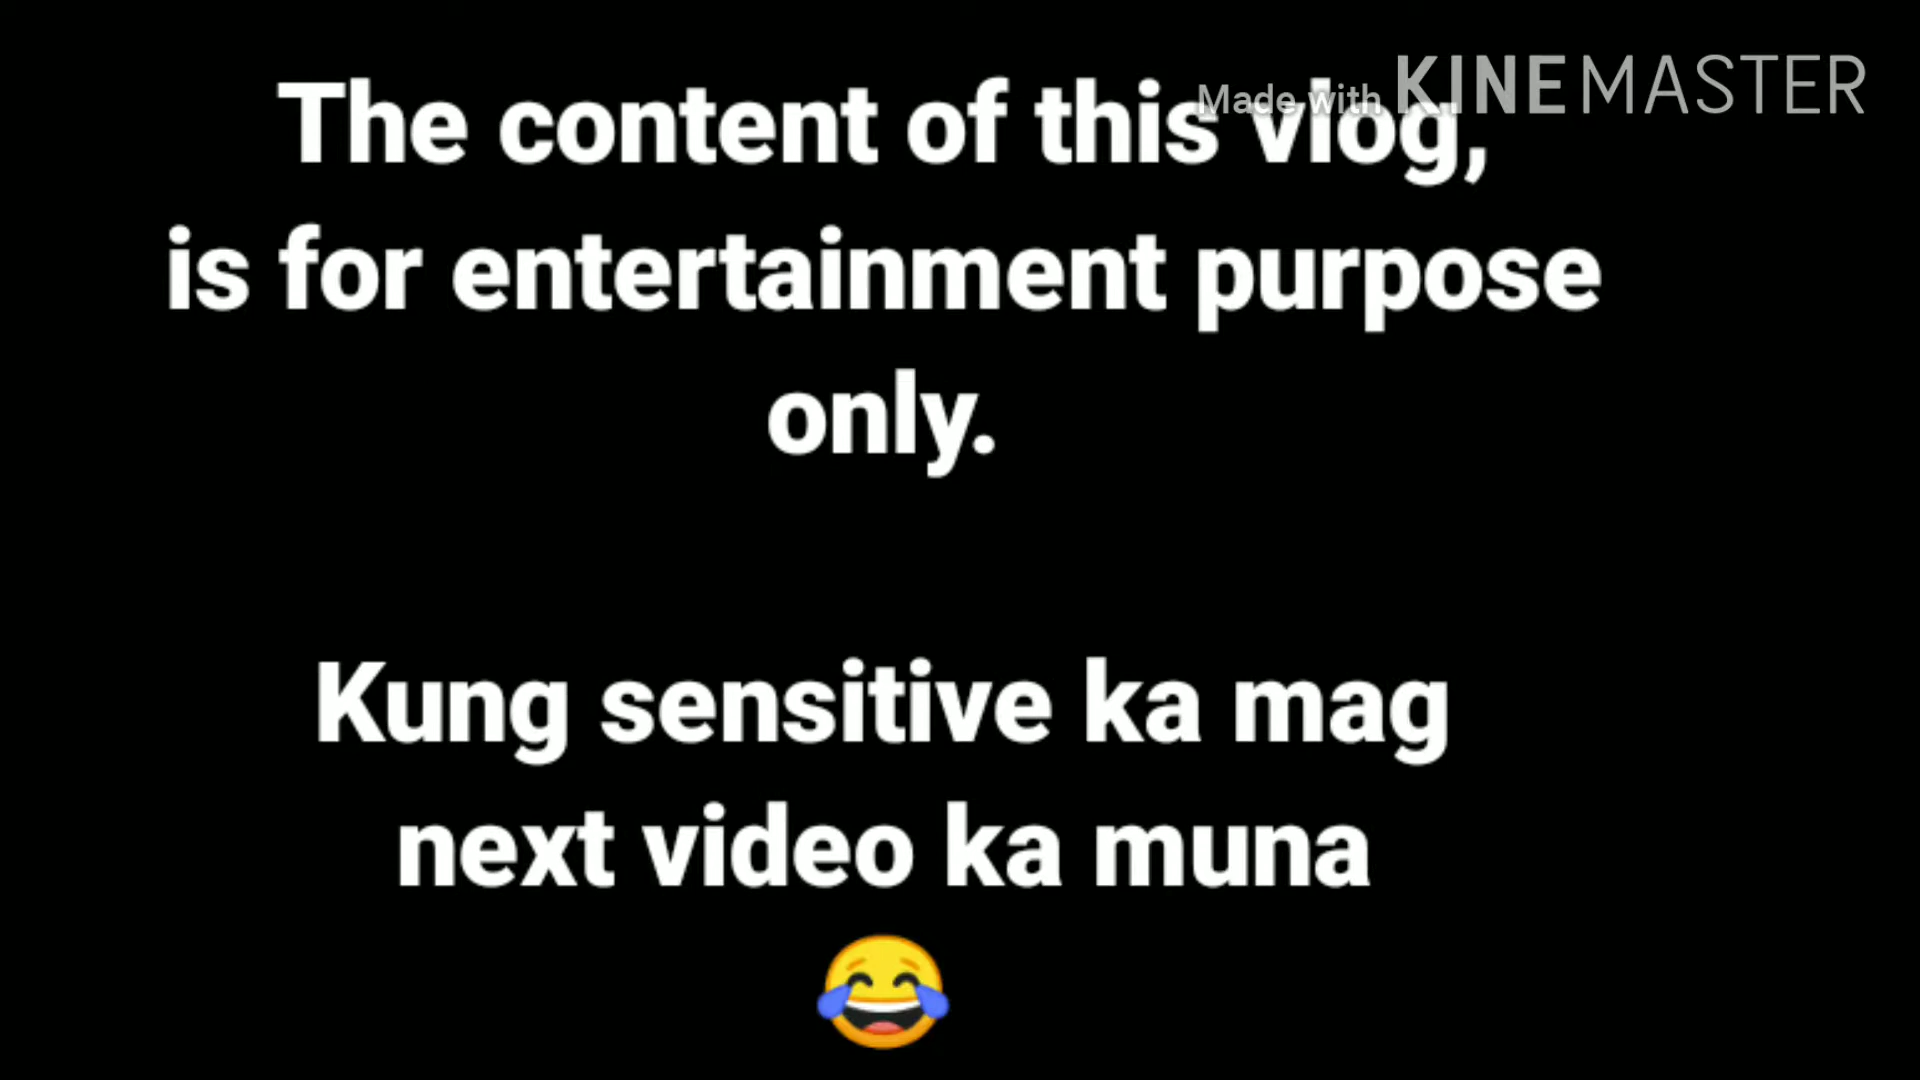 Made with KINEMASTER
The content of this vlog,
is for entertainment purpose
only.
Kung sensitive ka mag
next video ka muna
😂